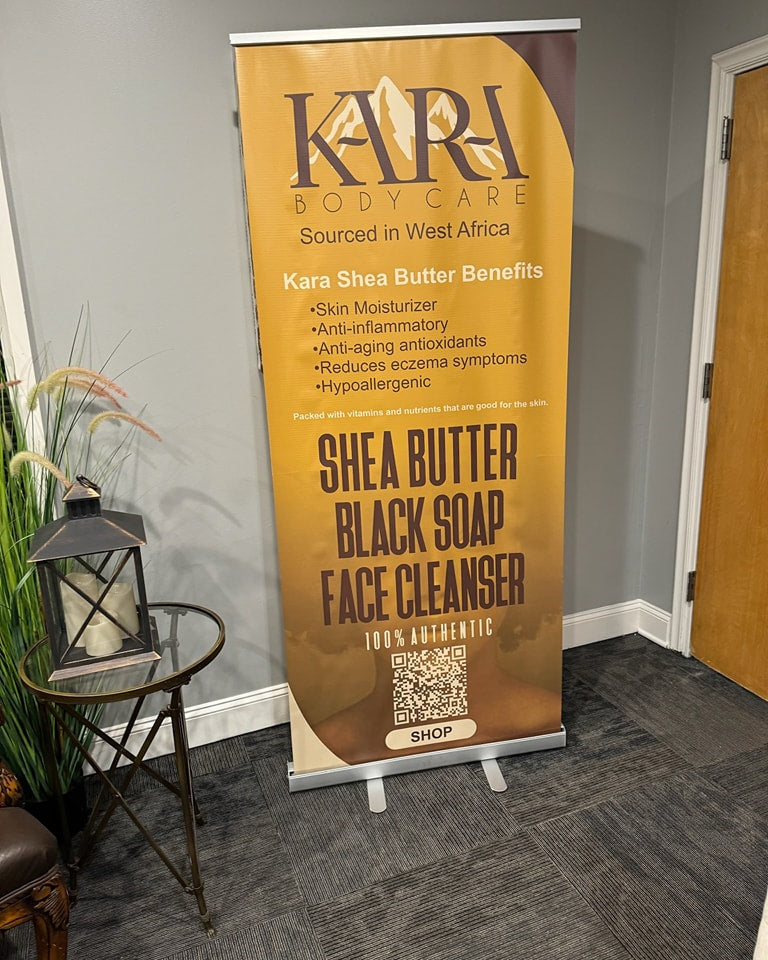 KARA
BODY CARE
Sourced in West Africa
Kara Shea Butter Benefits
•Skin Moisturizer
•Anti-inflammatory
•Anti-aging antioxidants
•Reduces eczema symptoms
•Hypoallergenic
Packed with vitamins and nutrients that are good for the skin.
SHEA BUTTER
BLACK SOAP
FACE CLEANSER
100% AUTHENTIC
SHOP